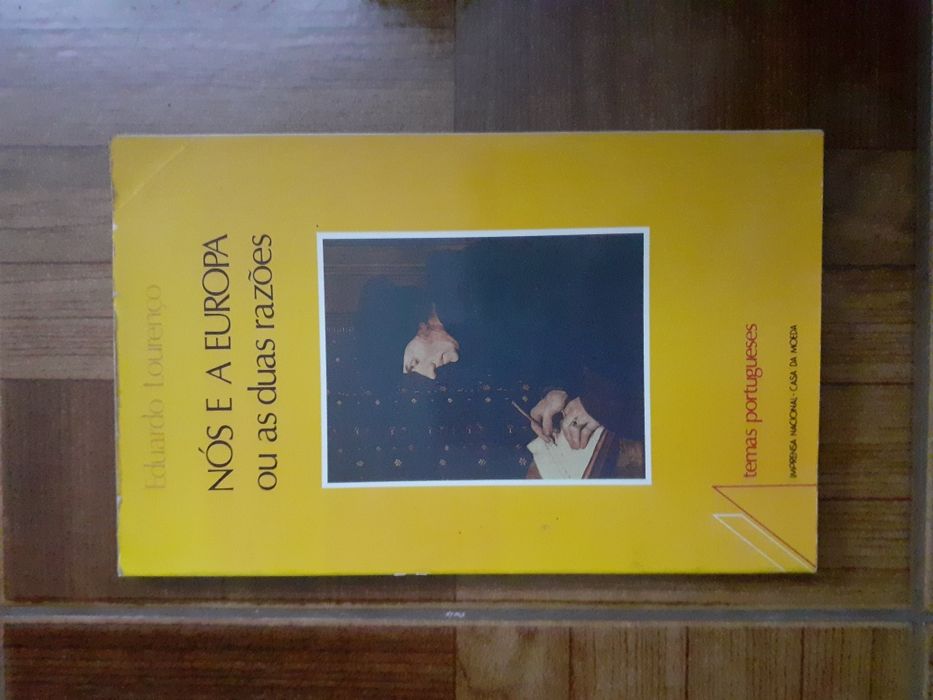 Eduardo Lourenço
NÓS E A EUROPA
ou as duas razões
temas portugueses
IMPRENSA NACIONAL - CASA DA MOEDA